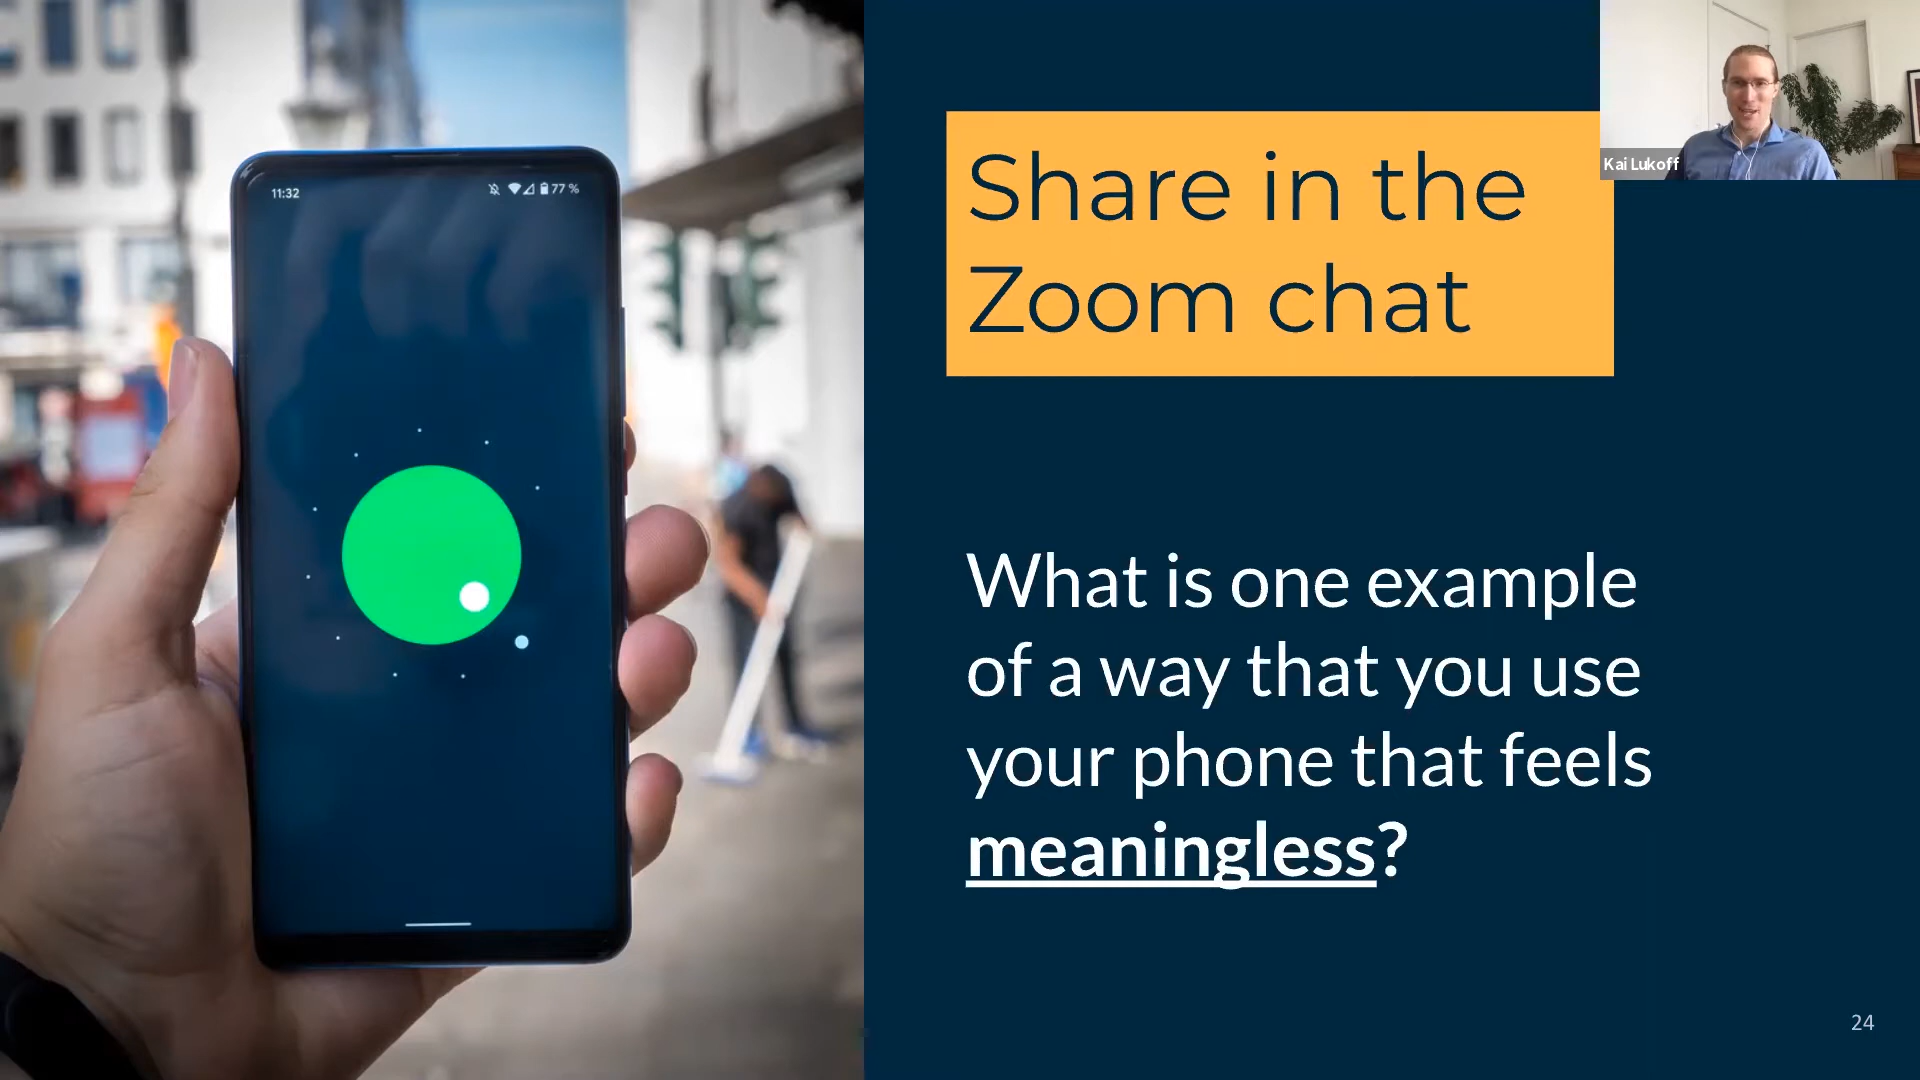 11:32
77 %
Share in the
Zoom chat
Kai Lukoff
What is one example
of a way that you use
your phone that feels
meaningless?
24